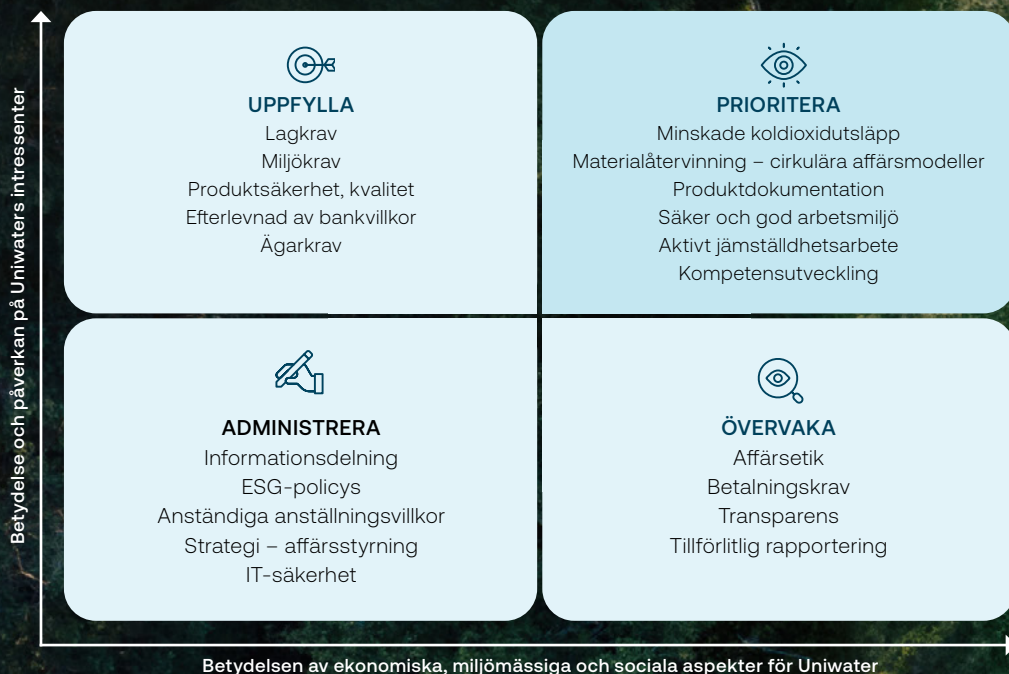 Betydelse och påverkan på Uniwaters intressenter
UPPFYLLA
Lagkrav
Miljökrav
Produktsäkerhet, kvalitet
Efterlevnad av bankvillkor
Ägarkrav
PRIORITERA
Minskade koldioxidutsläpp
Materialåtervinning – cirkulära affärsmodeller
Produktdokumentation
Säker och god arbetsmiljö
Aktivt jämställdhetsarbete
Kompetensutveckling
ADMINISTRERA
Informationsdelning
ESG-policys
Anständiga anställningsvillkor
Strategi – affärsstyrning
IT-säkerhet
ÖVERVAKA
Affärsetik
Betalningskrav
Transparens
Tillförlitlig rapportering
Betydelsen av ekonomiska, miljömässiga och sociala aspekter för Uniwater